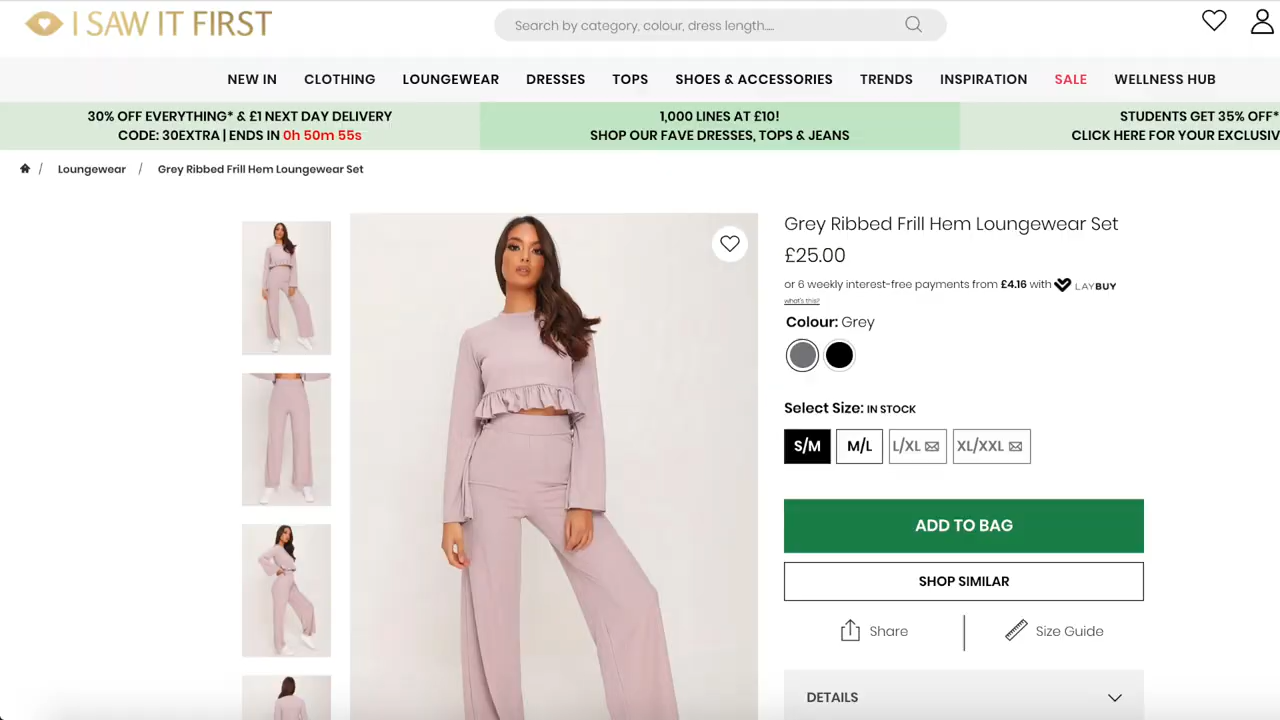 I SAW IT FIRST
Search by category, colour, dress length.....
NEW IN CLOTHING LOUNGEWEAR DRESSES TOPS SHOES & ACCESSORIES TRENDS INSPIRATION SALE WELLNESS HUB
30% OFF EVERYTHING* & £1 NEXT DAY DELIVERY
CODE: 30EXTRA | ENDS IN 0h 50m 55s
1,000 LINES AT £10!
SHOP OUR FAVE DRESSES, TOPS & JEANS
STUDENTS GET 35% OFF*
CLICK HERE FOR YOUR EXCLUSIV
/ Loungewear / Grey Ribbed Frill Hem Loungewear Set
Grey Ribbed Frill Hem Loungewear Set
£25.00
or 6 weekly interest-free payments from £4.16 with LAYBUY
what's this?
Colour: Grey
Select Size: IN STOCK
S/M M/L L/XL XL/XXL
ADD TO BAG
SHOP SIMILAR
Share
Size Guide
DETAILS